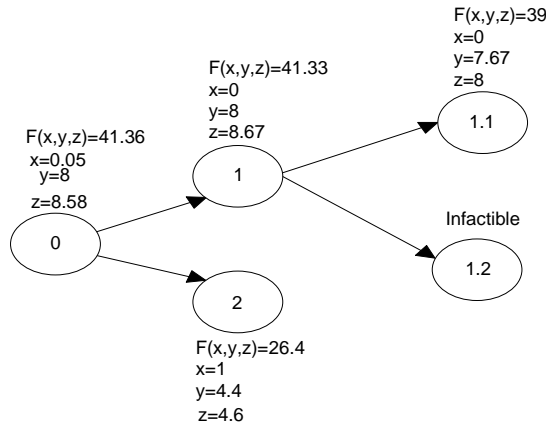 F(x,y,z)=39
x=0
y=7.67
z=8
1.1
F(x,y,z)=41.33
x=0
y=8
z=8.67
1
F(x,y,z)=41.36
x=0.05
y=8
z=8.58
0
Infactible
1.2
2
F(x,y,z)=26.4
x=1
y=4.4
z=4.6